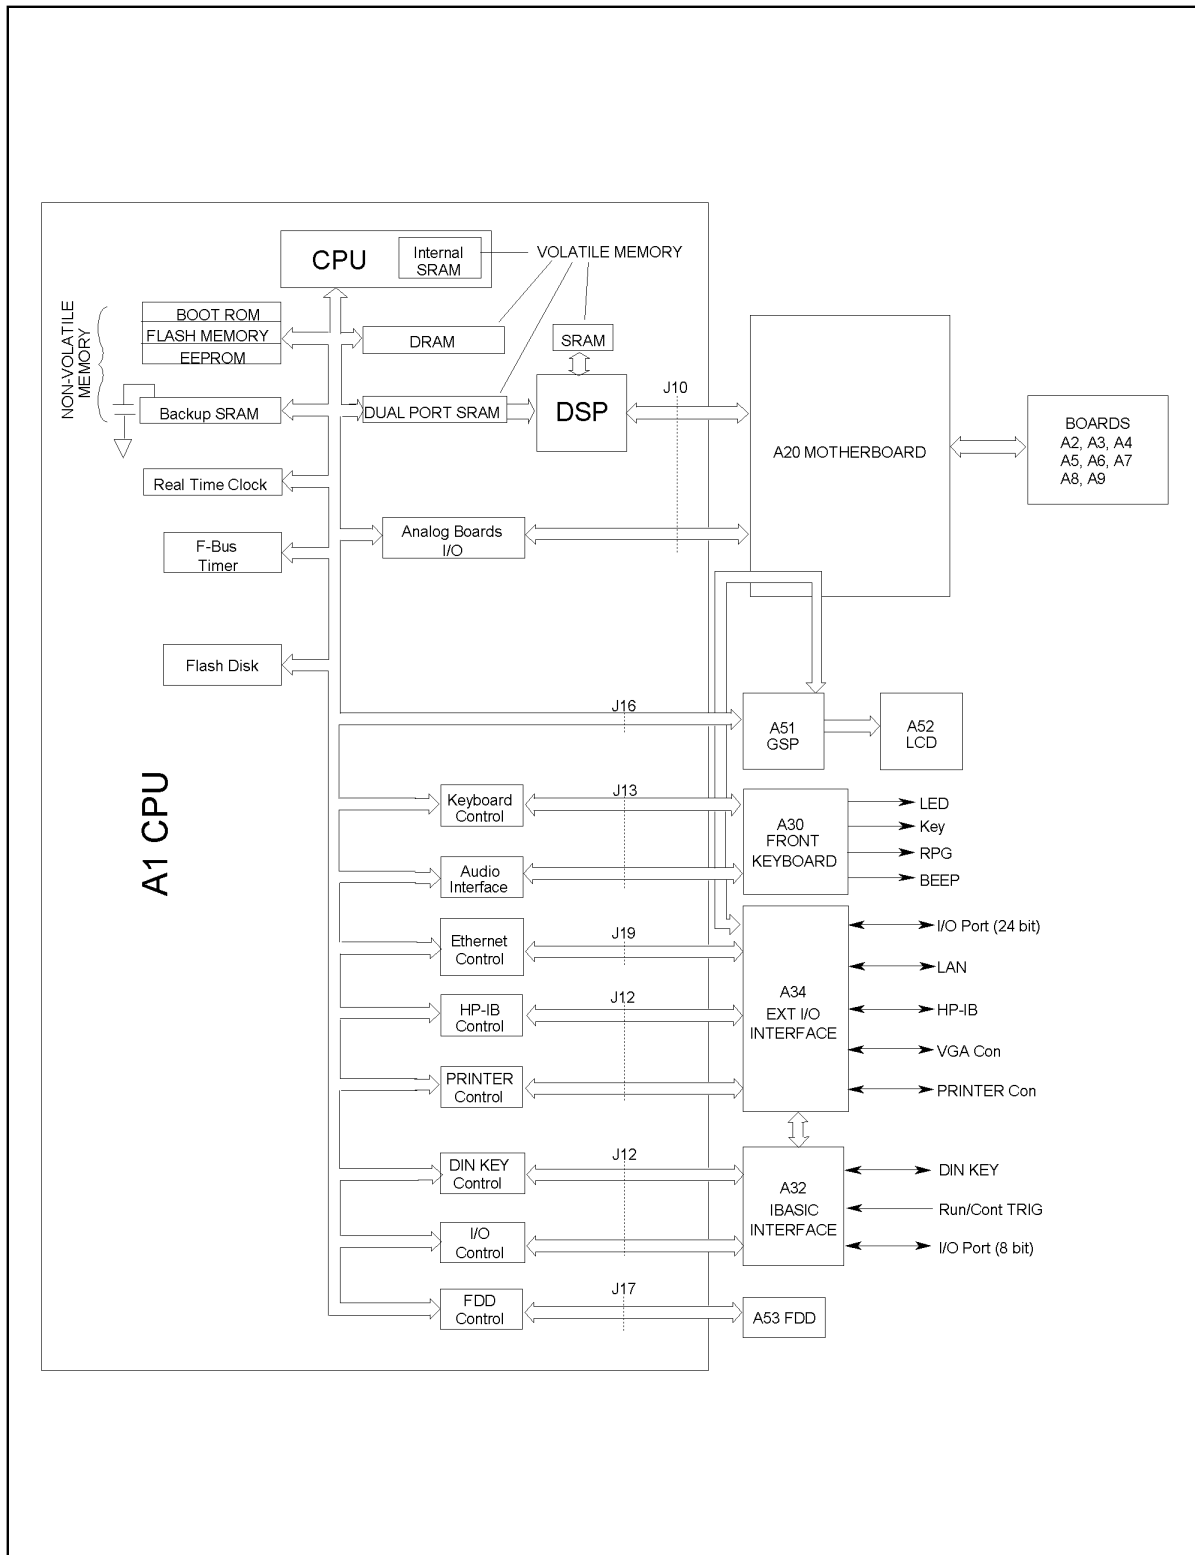 CPU
Internal
SRAM
VOLATILE MEMORY
NON-VOLATILE
MEMORY
BOOT ROM
FLASH MEMORY
EEPROM
DRAM
SRAM
Backup SRAM
DUAL PORT SRAM
DSP
J10
A20 MOTHERBOARD
BOARDS
A2, A3, A4
A5, A6, A7
A8, A9
Real Time Clock
F-Bus
Timer
Analog Boards
I/O
Flash Disk
A1 CPU
J16
A51
GSP
A52
LCD
Keyboard
Control
J13
A30
FRONT
KEYBOARD
LED
Key
RPG
BEEP
Audio
Interface
Ethernet
Control
J19
HP-IB
Control
J12
PRINTER
Control
A34
EXT I/O
INTERFACE
I/O Port (24 bit)
LAN
HP-IB
VGA Con
PRINTER Con
DIN KEY
Control
J12
I/O
Control
A32
IBASIC
INTERFACE
DIN KEY
Run/Cont TRIG
I/O Port (8 bit)
FDD
Control
J17
A53 FDD